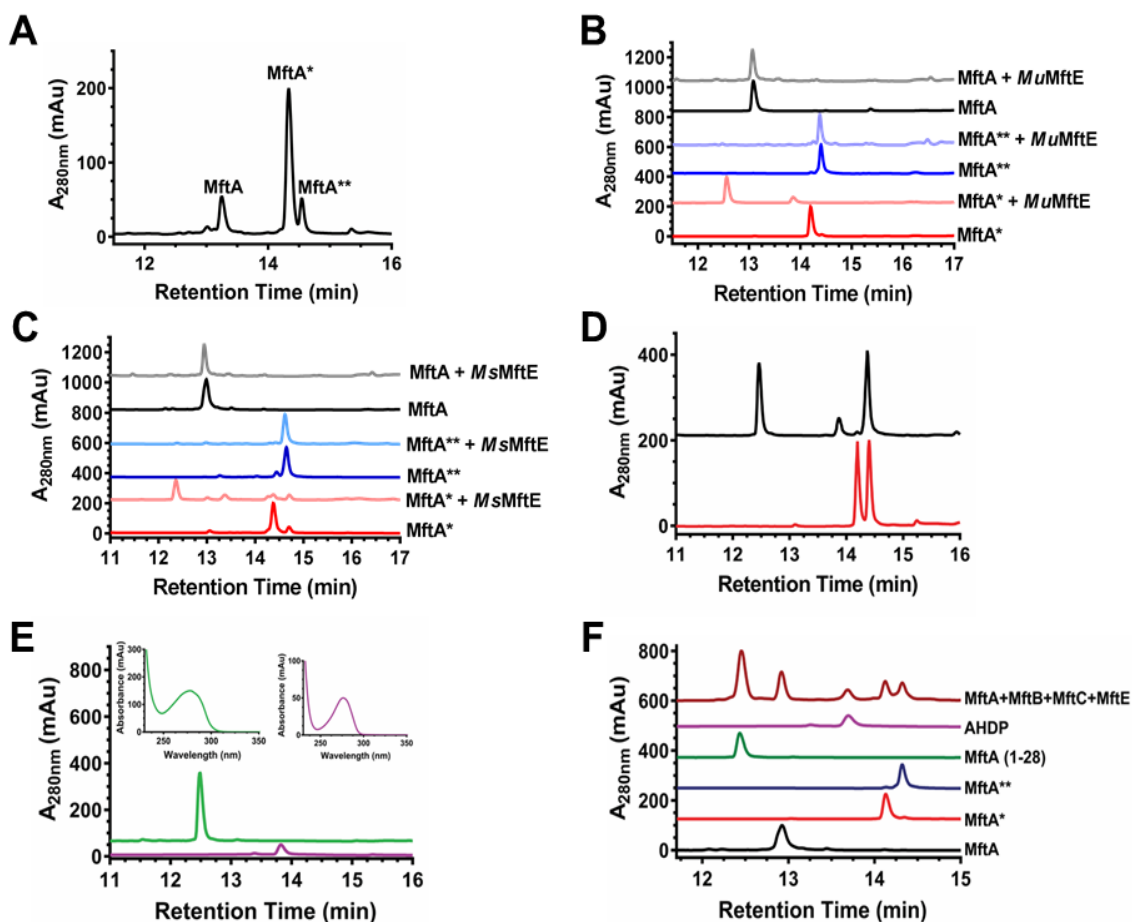 A
MftA*
MftA
MftA**
200
100
0
A280nm (mAu)
12
14
16
Retention Time (min)
B
1200
1000
800
600
400
200
0
A280nm (mAu)
MftA + MuMftE
MftA
MftA** + MuMftE
MftA**
MftA* + MuMftE
MftA*
12
13
14
15
16
17
Retention Time (min)
C
1200
1000
800
600
400
200
0
A280nm (mAu)
MftA + MsMftE
MftA
MftA** + MsMftE
MftA**
MftA* + MsMftE
MftA*
11
12
13
14
15
16
17
Retention Time (min)
D
400
200
0
A280nm (mAu)
11
12
13
14
15
16
Retention Time (min)
E
800
600
400
200
0
A280nm (mAu)
300
200
100
0
Absorbance (mAu)
250
300
350
Wavelength (nm)
100
50
0
Absorbance (mAu)
250
300
350
Wavelength (nm)
11
12
13
14
15
16
Retention Time (min)
F
800
600
400
200
0
A280nm (mAu)
MftA+MftB+MftC+MftE
AHDP
MftA (1-28)
MftA**
MftA*
MftA
12
13
14
15
Retention Time (min)